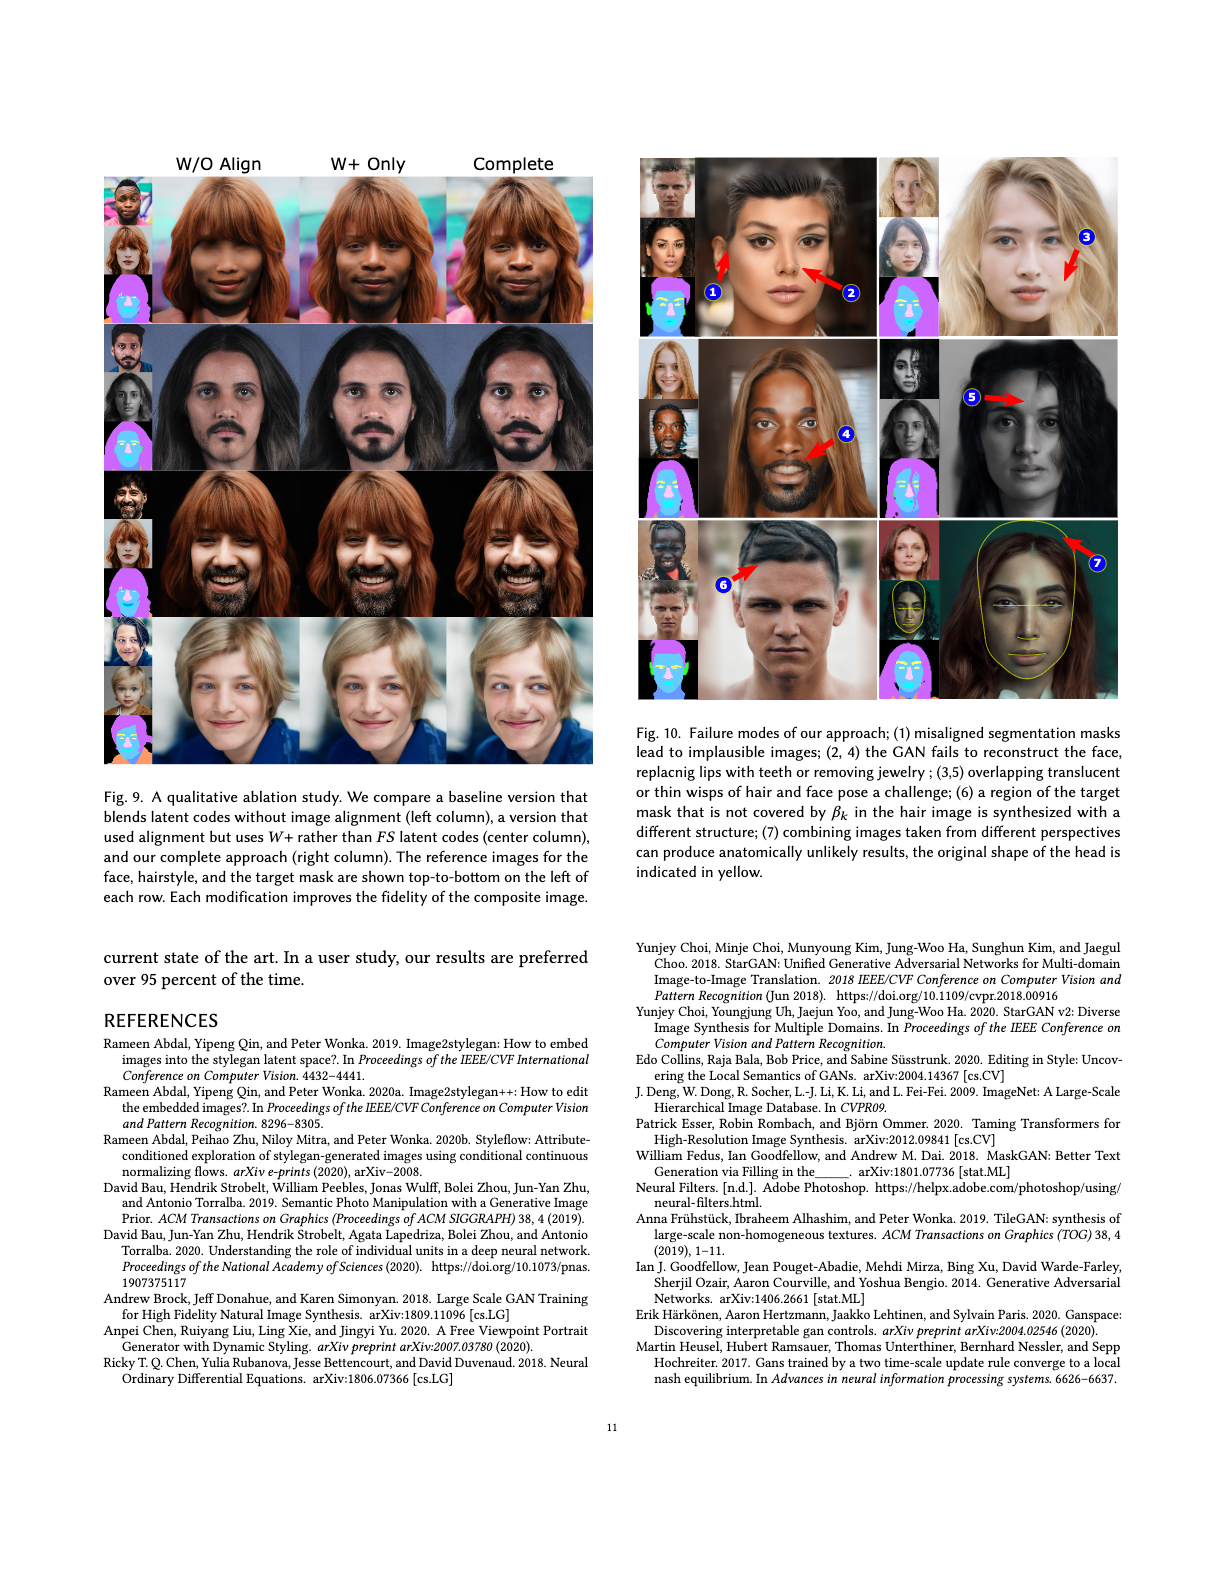 W/O Align W+ Only Complete
Fig. 9. A qualitative ablation study. We compare a baseline version that
blends latent codes without image alignment (left column), a version that
used alignment but uses W+ rather than FS latent codes (center column),
and our complete approach (right column). The reference images for the
face, hairstyle, and the target mask are shown top-to-bottom on the left of
each row. Each modification improves the fidelity of the composite image.
current state of the art. In a user study, our results are preferred
over 95 percent of the time.
REFERENCES
Rameen Abdal, Yipeng Qin, and Peter Wonka. 2019. Image2stylegan: How to embed
images into the stylegan latent space?. In Proceedings of the IEEE/CVF International
Conference on Computer Vision. 4432–4441.
Rameen Abdal, Yipeng Qin, and Peter Wonka. 2020a. Image2stylegan++: How to edit
the embedded images?. In Proceedings of the IEEE/CVF Conference on Computer Vision
and Pattern Recognition. 8296–8305.
Rameen Abdal, Peihao Zhu, Niloy Mitra, and Peter Wonka. 2020b. Styleflow: Attribute-
conditioned exploration of stylegan-generated images using conditional continuous
normalizing flows. arXiv e-prints (2020), arXiv–2008.
David Bau, Hendrik Strobelt, William Peebles, Jonas Wulff, Bolei Zhou, Jun-Yan Zhu,
and Antonio Torralba. 2019. Semantic Photo Manipulation with a Generative Image
Prior. ACM Transactions on Graphics (Proceedings of ACM SIGGRAPH) 38, 4 (2019).
David Bau, Jun-Yan Zhu, Hendrik Strobelt, Agata Lapedriza, Bolei Zhou, and Antonio
Torralba. 2020. Understanding the role of individual units in a deep neural network.
Proceedings of the National Academy of Sciences (2020). https://doi.org/10.1073/pnas.
1907375117
Andrew Brock, Jeff Donahue, and Karen Simonyan. 2018. Large Scale GAN Training
for High Fidelity Natural Image Synthesis. arXiv:1809.11096 [cs.LG]
Anpei Chen, Ruiyang Liu, Ling Xie, and Jingyi Yu. 2020. A Free Viewpoint Portrait
Generator with Dynamic Styling. arXiv preprint arXiv:2007.03780 (2020).
Ricky T. Q. Chen, Yulia Rubanova, Jesse Bettencourt, and David Duvenaud. 2018. Neural
Ordinary Differential Equations. arXiv:1806.07366 [cs.LG]
1
2
3
4
5
6
7
Fig. 10. Failure modes of our approach; (1) misaligned segmentation masks
lead to implausible images; (2, 4) the GAN fails to reconstruct the face,
replacnig lips with teeth or removing jewelry ; (3,5) overlapping translucent
or thin wisps of hair and face pose a challenge; (6) a region of the target
mask that is not covered by βk in the hair image is synthesized with a
different structure; (7) combining images taken from different perspectives
can produce anatomically unlikely results, the original shape of the head is
indicated in yellow.
Yunjey Choi, Minje Choi, Munyoung Kim, Jung-Woo Ha, Sunghun Kim, and Jaegul
Choo. 2018. StarGAN: Unified Generative Adversarial Networks for Multi-domain
Image-to-Image Translation. 2018 IEEE/CVF Conference on Computer Vision and
Pattern Recognition (Jun 2018). https://doi.org/10.1109/cvpr.2018.00916
Yunjey Choi, Youngjung Uh, Jaejun Yoo, and Jung-Woo Ha. 2020. StarGAN v2: Diverse
Image Synthesis for Multiple Domains. In Proceedings of the IEEE Conference on
Computer Vision and Pattern Recognition.
Edo Collins, Raja Bala, Bob Price, and Sabine Süsstrunk. 2020. Editing in Style: Uncov-
ering the Local Semantics of GANs. arXiv:2004.14367 [cs.CV]
J. Deng, W. Dong, R. Socher, L.-J. Li, K. Li, and L. Fei-Fei. 2009. ImageNet: A Large-Scale
Hierarchical Image Database. In CVPR09.
Patrick Esser, Robin Rombach, and Björn Ommer. 2020. Taming Transformers for
High-Resolution Image Synthesis. arXiv:2012.09841 [cs.CV]
William Fedus, Ian Goodfellow, and Andrew M. Dai. 2018. MaskGAN: Better Text
Generation via Filling in the_____. arXiv:1801.07736 [stat.ML]
Neural Filters. [n.d.]. Adobe Photoshop. https://helpx.adobe.com/photoshop/using/
neural-filters.html.
Anna Frühstück, Ibraheem Alhashim, and Peter Wonka. 2019. TileGAN: synthesis of
large-scale non-homogeneous textures. ACM Transactions on Graphics (TOG) 38, 4
(2019), 1–11.
Ian J. Goodfellow, Jean Pouget-Abadie, Mehdi Mirza, Bing Xu, David Warde-Farley,
Sherjil Ozair, Aaron Courville, and Yoshua Bengio. 2014. Generative Adversarial
Networks. arXiv:1406.2661 [stat.ML]
Erik Härkönen, Aaron Hertzmann, Jaakko Lehtinen, and Sylvain Paris. 2020. Ganspace:
Discovering interpretable gan controls. arXiv preprint arXiv:2004.02546 (2020).
Martin Heusel, Hubert Ramsauer, Thomas Unterthiner, Bernhard Nessler, and Sepp
Hochreiter. 2017. Gans trained by a two time-scale update rule converge to a local
nash equilibrium. In Advances in neural information processing systems. 6626–6637.
11